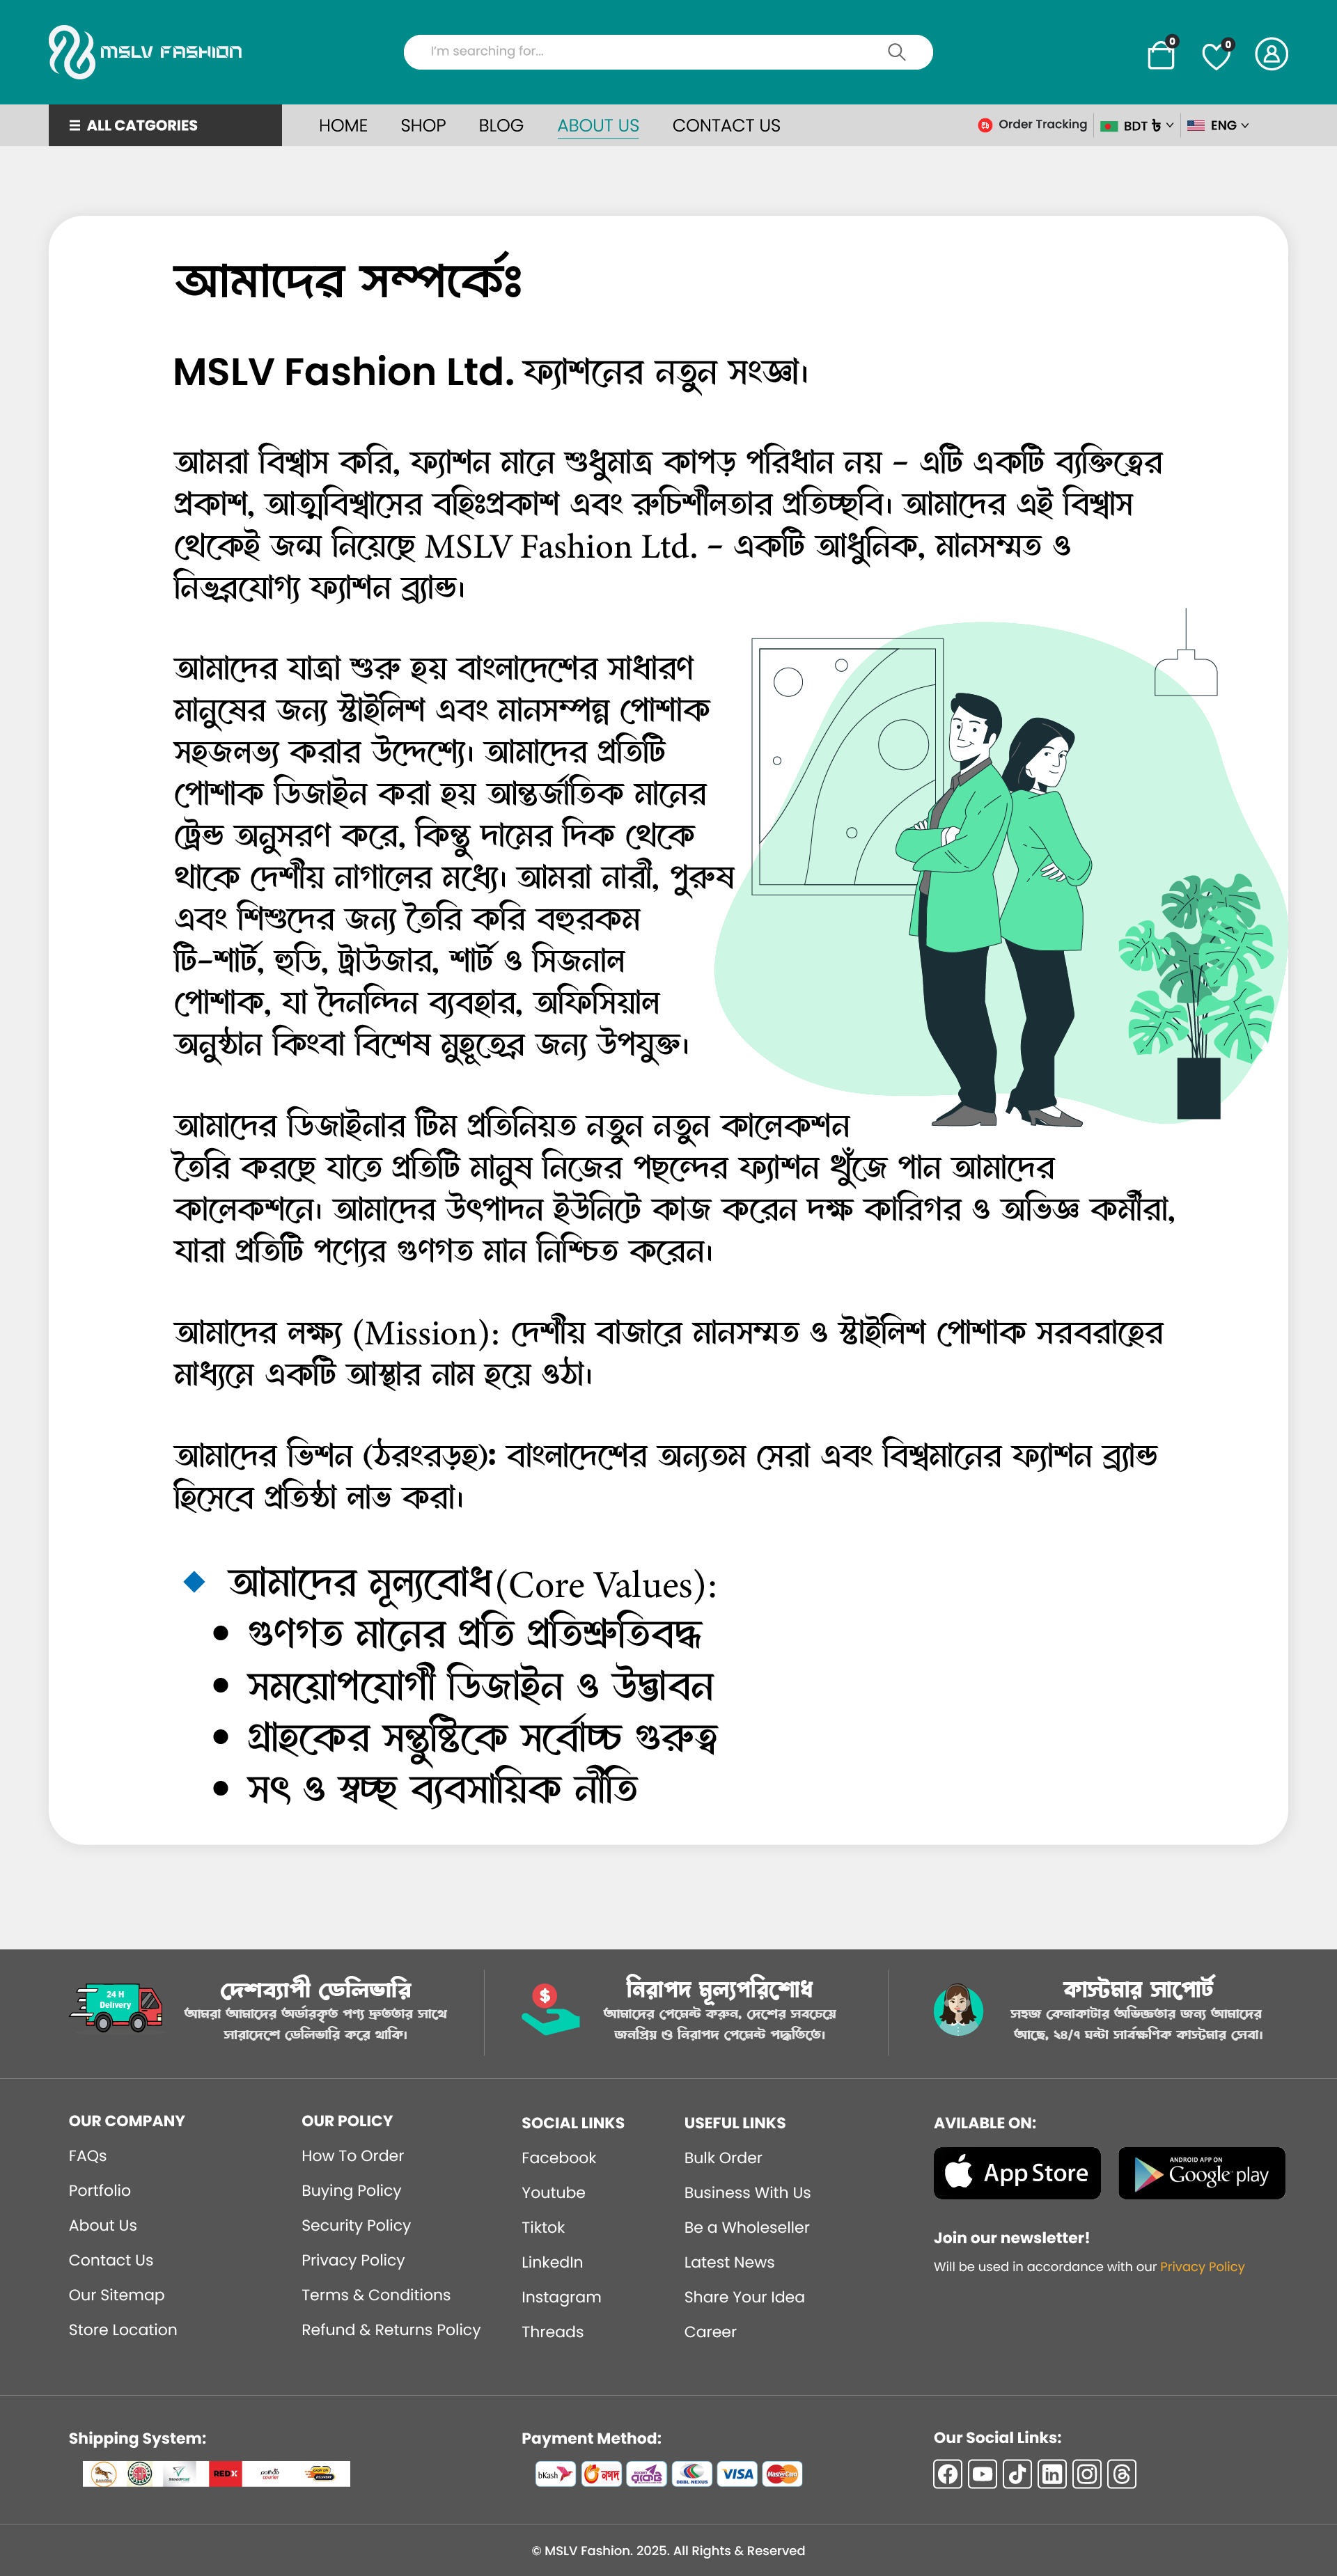 MSLV FASHION
I'm searching for...
0
0
ALL CATGORIES
HOME
SHOP
BLOG
ABOUT US
CONTACT US
Order Tracking
BDT ৳
ENG
আমাদের সম্পর্কেঃ
MSLV Fashion Ltd. ফ্যাশনের নতুন সংজ্ঞা।
আমরা বিশ্বাস করি, ফ্যাশন মানে শুধুমাত্র কাপড় পরিধান নয় – এটি একটি ব্যক্তিত্বের
প্রকাশ, আত্মবিশ্বাসের বহিঃপ্রকাশ এবং রুচিশীলতার প্রতিচ্ছবি। আমাদের এই বিশ্বাস
থেকেই জন্ম নিয়েছে MSLV Fashion Ltd. – একটি আধুনিক, মানসম্মত ও
নির্ভরযোগ্য ফ্যাশন ব্র্যান্ড।
আমাদের যাত্রা শুরু হয় বাংলাদেশের সাধারণ
মানুষের জন্য স্টাইলিশ এবং মানসম্পন্ন পোশাক
সহজলভ্য করার উদ্দেশ্যে। আমাদের প্রতিটি
পোশাক ডিজাইন করা হয় আন্তর্জাতিক মানের
ট্রেন্ড অনুসরণ করে, কিন্তু দামের দিক থেকে
থাকে দেশীয় নাগালের মধ্যে। আমরা নারী, পুরুষ
এবং শিশুদের জন্য তৈরি করি বহুরকম
টি-শার্ট, হুডি, ট্রাউজার, শার্ট ও সিজনাল
পোশাক, যা দৈনন্দিন ব্যবহার, অফিসিয়াল
অনুষ্ঠান কিংবা বিশেষ মুহূর্তের জন্য উপযুক্ত।
আমাদের ডিজাইনার টিম প্রতিনিয়ত নতুন নতুন কালেকশন
তৈরি করছে যাতে প্রতিটি মানুষ নিজের পছন্দের ফ্যাশন খুঁজে পান আমাদের
কালেকশনে। আমাদের উৎপাদন ইউনিটে কাজ করেন দক্ষ কারিগর ও অভিজ্ঞ কর্মীরা,
যারা প্রতিটি পণ্যের গুণগত মান নিশ্চিত করেন।
আমাদের লক্ষ্য (Mission): দেশীয় বাজারে মানসম্মত ও স্টাইলিশ পোশাক সরবরাহের
মাধ্যমে একটি আস্থার নাম হয়ে ওঠা।
আমাদের ভিশন (ঠরংরড়হ): বাংলাদেশের অন্যতম সেরা এবং বিশ্বমানের ফ্যাশন ব্র্যান্ড
হিসেবে প্রতিষ্ঠা লাভ করা।
আমাদের মূল্যবোধ(Core Values):
• গুণগত মানের প্রতি প্রতিশ্রুতিবদ্ধ
• সময়োপযোগী ডিজাইন ও উদ্ভাবন
• গ্রাহকের সন্তুষ্টিকে সর্বোচ্চ গুরুত্ব
• সৎ ও স্বচ্ছ ব্যবসায়িক নীতি
24 H
Delivery
দেশব্যাপী ডেলিভারি
আমরা আমাদের অর্ডারকৃত পণ্য দ্রুততার সাথে
সারাদেশে ডেলিভারি করে থাকি।
$
নিরাপদ মূল্যপরিশোধ
আমাদের পেমেন্ট করুন, দেশের সবচেয়ে
জনপ্রিয় ও নিরাপদ পেমেন্ট পদ্ধতিতে।
কাস্টমার সাপোর্ট
সহজ কেনাকাটার অভিজ্ঞতার জন্য আমাদের
আছে, ২৪/৭ ঘন্টা সার্বক্ষণিক কাস্টমার সেবা।
OUR COMPANY
FAQs
Portfolio
About Us
Contact Us
Our Sitemap
Store Location
OUR POLICY
How To Order
Buying Policy
Security Policy
Privacy Policy
Terms & Conditions
Refund & Returns Policy
SOCIAL LINKS
Facebook
Youtube
Tiktok
LinkedIn
Instagram
Threads
USEFUL LINKS
Bulk Order
Business With Us
Be a Wholeseller
Latest News
Share Your Idea
Career
AVILABLE ON:
App Store
ANDROID APP ON
Google play
Join our newsletter!
Will be used in accordance with our Privacy Policy
Shipping System:
REDX
Payment Method:
bKash
নগদ
VISA
MasterCard
Our Social Links:
© MSLV Fashion. 2025. All Rights & Reserved